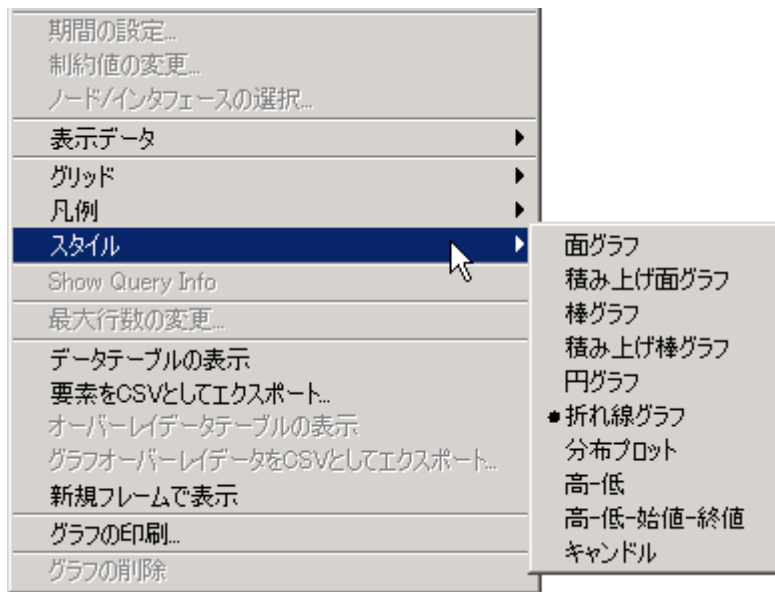 期間の設定...
制約値の変更...
ノード/インタフェースの選択...
表示データ
グリッド
凡例
スタイル
Show Query Info
最大行数の変更...
データテーブルの表示
要素をCSVとしてエクスポート...
オーバーレイデータテーブルの表示
グラフオーバーレイデータをCSVとしてエクスポート...
新規フレームで表示
グラフの印刷...
グラフの削除
面グラフ
積み上げ面グラフ
棒グラフ
積み上げ棒グラフ
円グラフ
折れ線グラフ
分布プロット
高-低
高-低-始値-終値
キャンドル